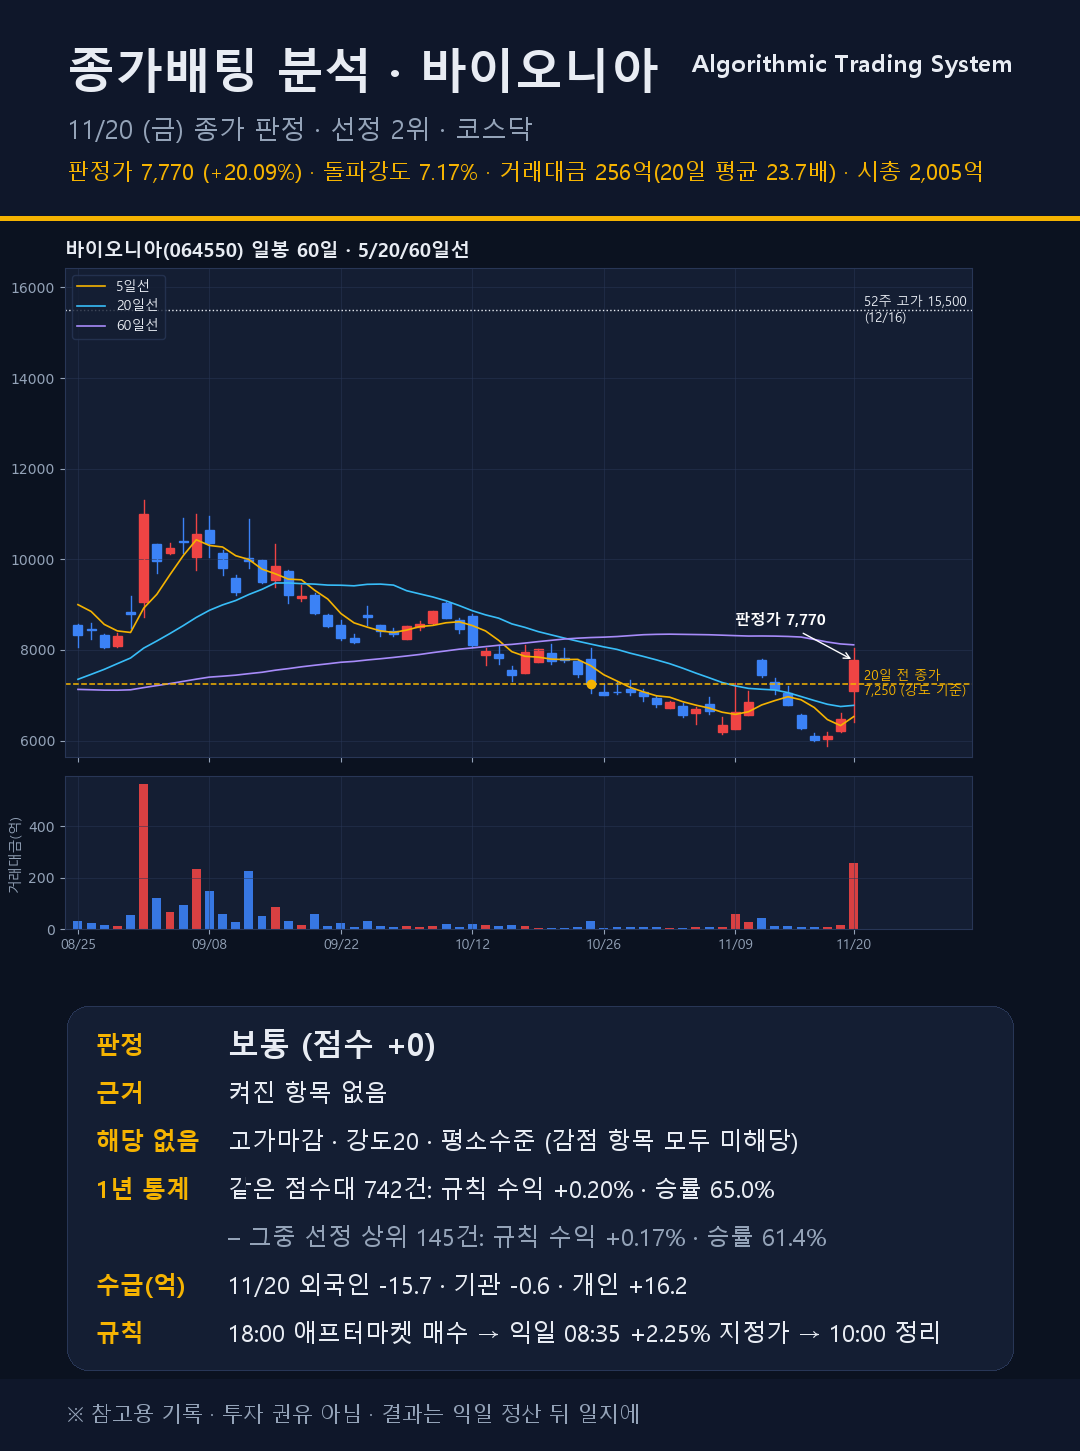 종가배팅 분석 · 바이오니아
Algorithmic Trading System
11/20 (금) 종가 판정 · 선정 2위 · 코스닥
판정가 7,770 (+20.09%) · 돌파강도 7.17% · 거래대금 256억(20일 평균 23.7배) · 시총 2,005억
바이오니아(064550) 일봉 60일 · 5/20/60일선
5일선
20일선
60일선
16000
14000
12000
10000
8000
6000
52주 고가 15,500
(12/16)
판정가 7,770
20일 전 종가
7,250 (강도 기준)
거래대금(억)
400
200
0
08/25 09/08 09/22 10/12 10/26 11/09 11/20
판정 보통 (점수 +0)
근거 켜진 항목 없음
해당 없음 고가마감 · 강도20 · 평소수준 (감점 항목 모두 미해당)
1년 통계 같은 점수대 742건: 규칙 수익 +0.20% · 승률 65.0%
– 그중 선정 상위 145건: 규칙 수익 +0.17% · 승률 61.4%
수급(억) 11/20 외국인 -15.7 · 기관 -0.6 · 개인 +16.2
규칙 18:00 애프터마켓 매수 → 익일 08:35 +2.25% 지정가 → 10:00 정리
※ 참고용 기록 · 투자 권유 아님 · 결과는 익일 정산 뒤 일지에